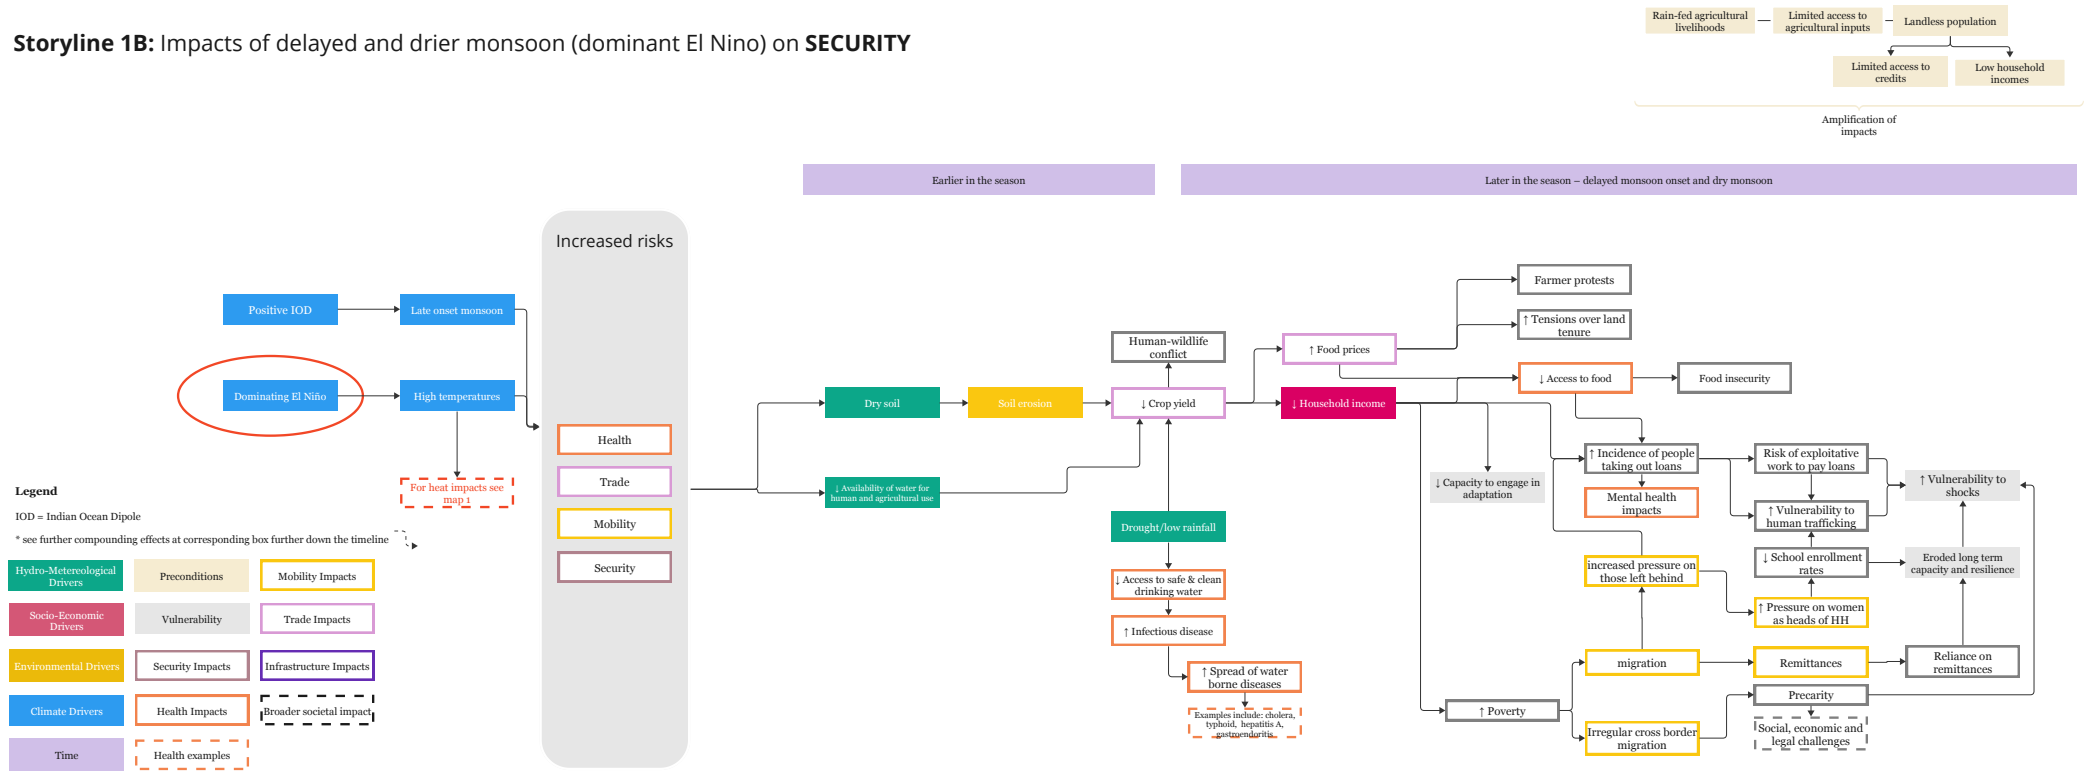 Storyline 1B: Impacts of delayed and drier monsoon (dominant El Nino) on SECURITY
Rain-fed agricultural
livelihoods
Limited access to
agricultural inputs
Landless population
Limited access to
credits
Low household
incomes
Amplification of
impacts
Earlier in the season
Later in the season – delayed monsoon onset and dry monsoon
Increased risks
Positive IOD
Late onset monsoon
Dominating El Niño
High temperatures
For heat impacts see
map 1
Health
Trade
Mobility
Security
Dry soil
Soil erosion
↓ Availability of water for
human and agricultural use
Human-wildlife
conflict
↓ Crop yield
Drought/low rainfall
↓ Access to safe & clean
drinking water
↑ Infectious disease
↑ Spread of water
borne diseases
Examples include: cholera,
typhoid, hepatitis A,
gastroendoritis
↑ Food prices
↓ Household income
Farmer protests
↑ Tensions over land
tenure
↓ Access to food
Food insecurity
↓ Capacity to engage in
adaptation
↑ Incidence of people
taking out loans
Mental health
impacts
Risk of exploitative
work to pay loans
↑ Vulnerability to
human trafficking
↑ Vulnerability to
shocks
increased pressure on
those left behind
↓ School enrollment
rates
Eroded long term
capacity and resilience
↑ Pressure on women
as heads of HH
migration
Remittances
Reliance on
remittances
↑ Poverty
Irregular cross border
migration
Precarity
Social, economic and
legal challenges
Legend
IOD = Indian Ocean Dipole
* see further compounding effects at corresponding box further down the timeline
Hydro-Metereological
Drivers
Preconditions
Mobility Impacts
Socio-Economic
Drivers
Vulnerability
Trade Impacts
Environmental Drivers
Security Impacts
Infrastructure Impacts
Climate Drivers
Health Impacts
Broader societal impact
Time
Health examples